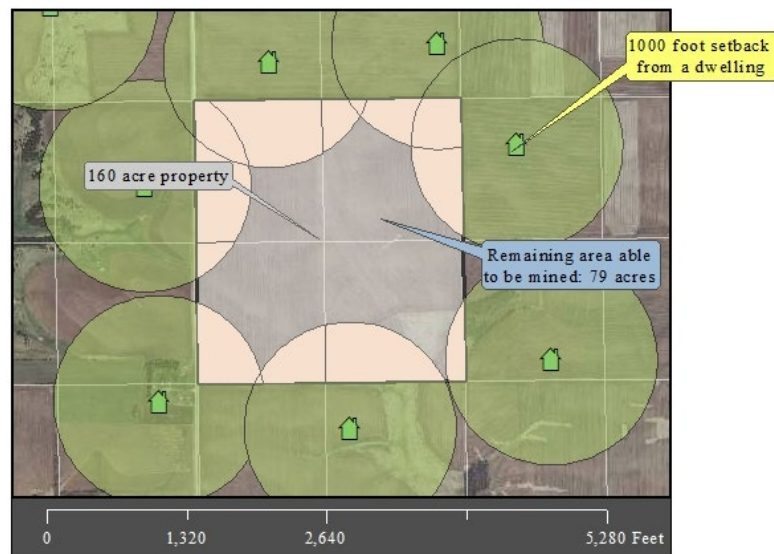 1000 foot setback
from a dwelling
160 acre property
Remaining area able
to be mined: 79 acres
0 1,320 2,640 5,280 Feet